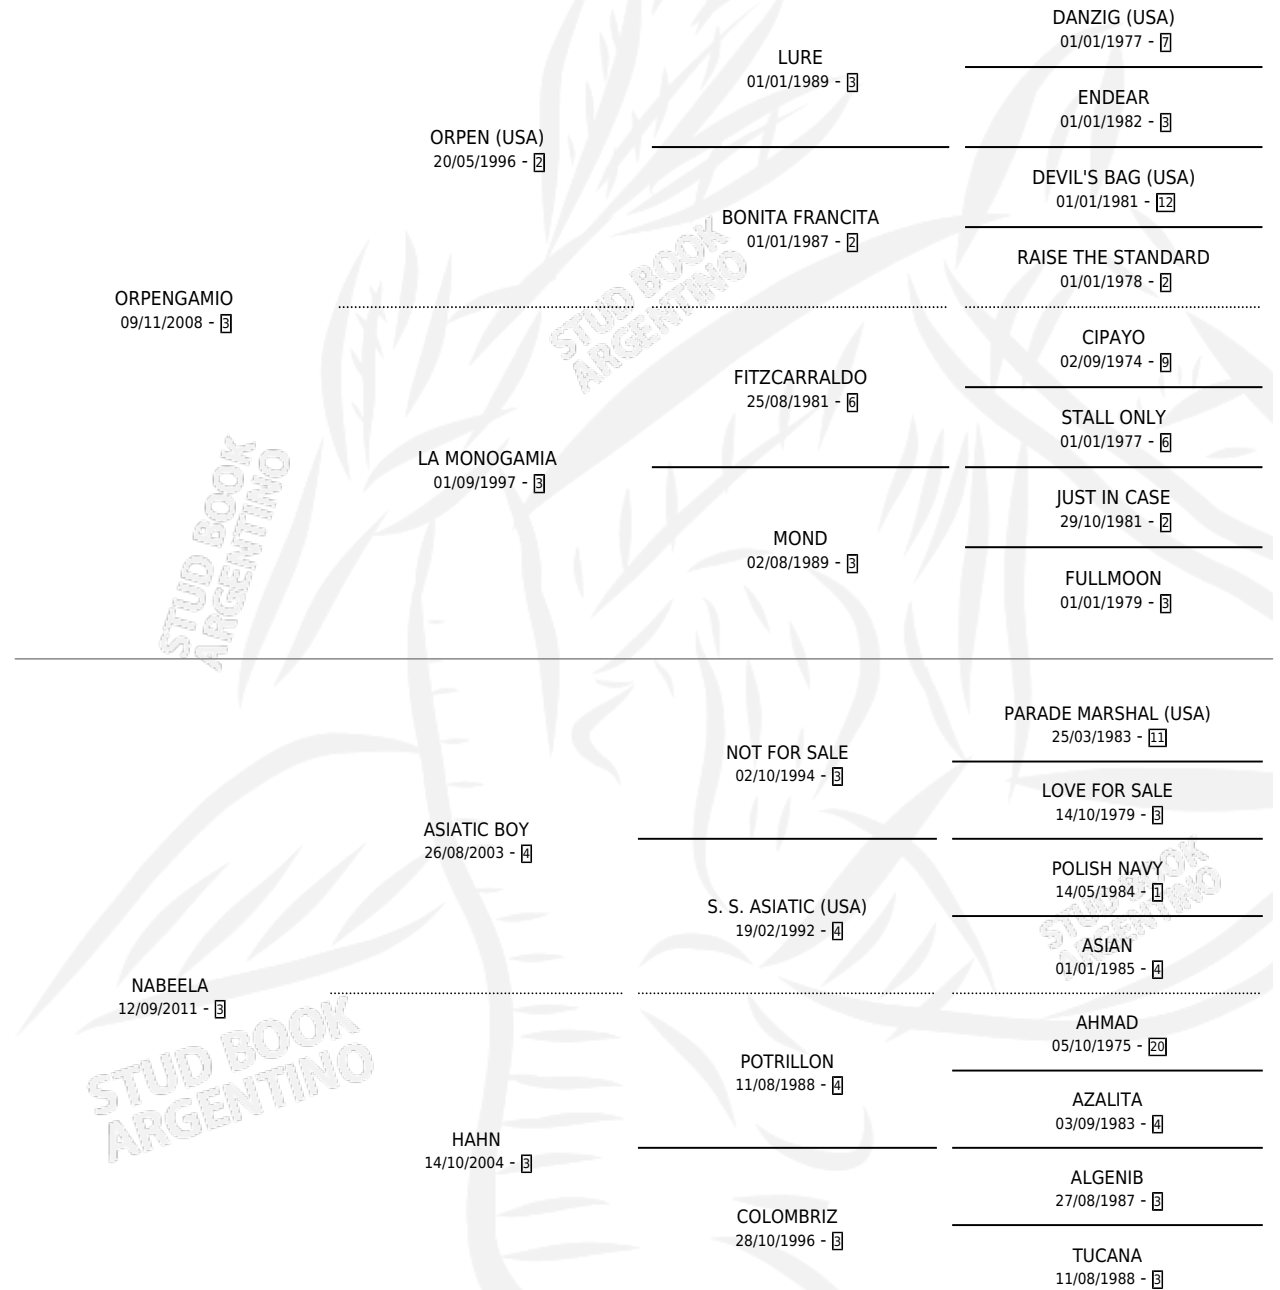 DANZIG (USA)
01/01/1977 - 7
LURE
01/01/1989 - 3
ENDEAR
01/01/1982 - 3
ORPEN (USA)
20/05/1996 - 2
DEVIL'S BAG (USA)
01/01/1981 - 12
BONITA FRANCITA
01/01/1987 - 2
RAISE THE STANDARD
01/01/1978 - 2
ORPENGAMIO
09/11/2008 - 3
CIPAYO
02/09/1974 - 9
FITZCARRALDO
25/08/1981 - 6
STALL ONLY
01/01/1977 - 6
LA MONOGAMIA
01/09/1997 - 3
JUST IN CASE
29/10/1981 - 2
MOND
02/08/1989 - 3
FULLMOON
01/01/1979 - 3
STUD BOOK
ARGENTINO
STUD BOOK
ARGENTINO
PARADE MARSHAL (USA)
25/03/1983 - 11
NOT FOR SALE
02/10/1994 - 3
LOVE FOR SALE
14/10/1979 - 3
ASIATIC BOY
26/08/2003 - 4
POLISH NAVY
14/05/1984 - 1
S. S. ASIATIC (USA)
19/02/1992 - 4
ASIAN
01/01/1985 - 4
STUD BOOK
ARGENTINO
NABEELA
12/09/2011 - 3
AHMAD
05/10/1975 - 20
POTRILLON
11/08/1988 - 4
AZALITA
03/09/1983 - 4
HAHN
14/10/2004 - 3
ALGENIB
27/08/1987 - 3
COLOMBRIZ
28/10/1996 - 3
TUCANA
11/08/1988 - 3
STUD BOOK
ARGENTINO